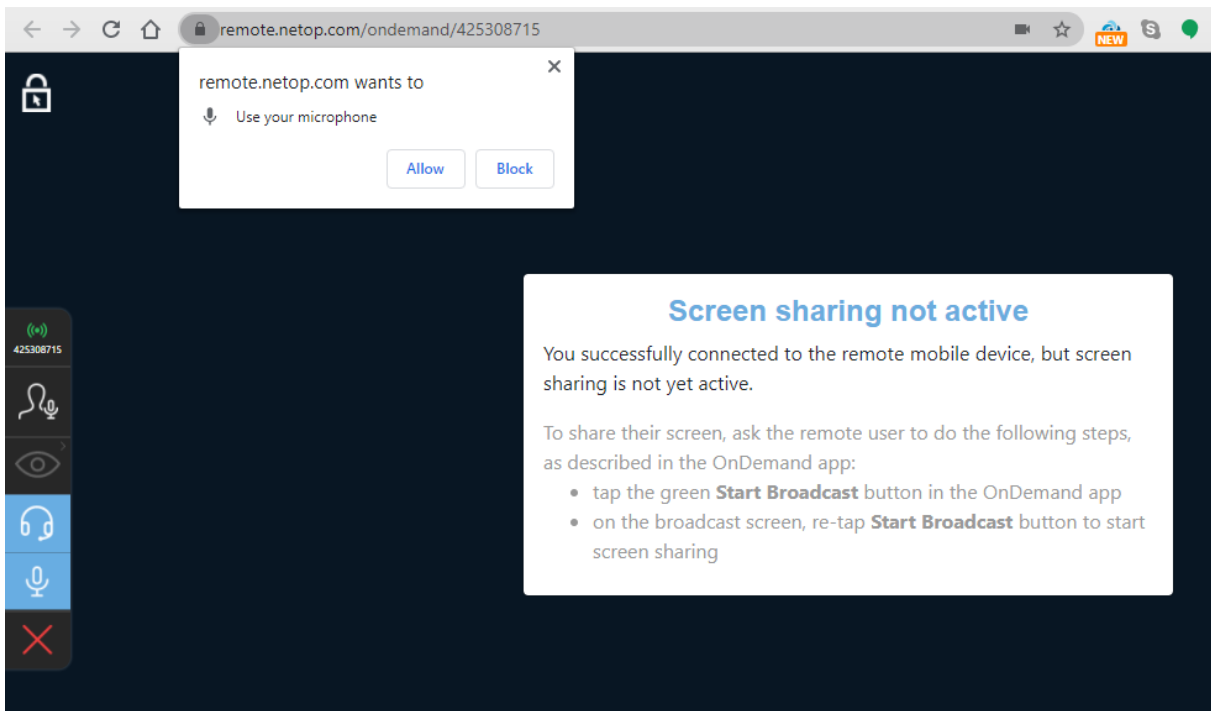 remote.netop.com/ondemand/425308715
NEW
remote.netop.com wants to
Use your microphone
Allow
Block
425308715
Screen sharing not active
You successfully connected to the remote mobile device, but screen
sharing is not yet active.
To share their screen, ask the remote user to do the following steps,
as described in the OnDemand app:
• tap the green Start Broadcast button in the OnDemand app
• on the broadcast screen, re-tap Start Broadcast button to start
screen sharing